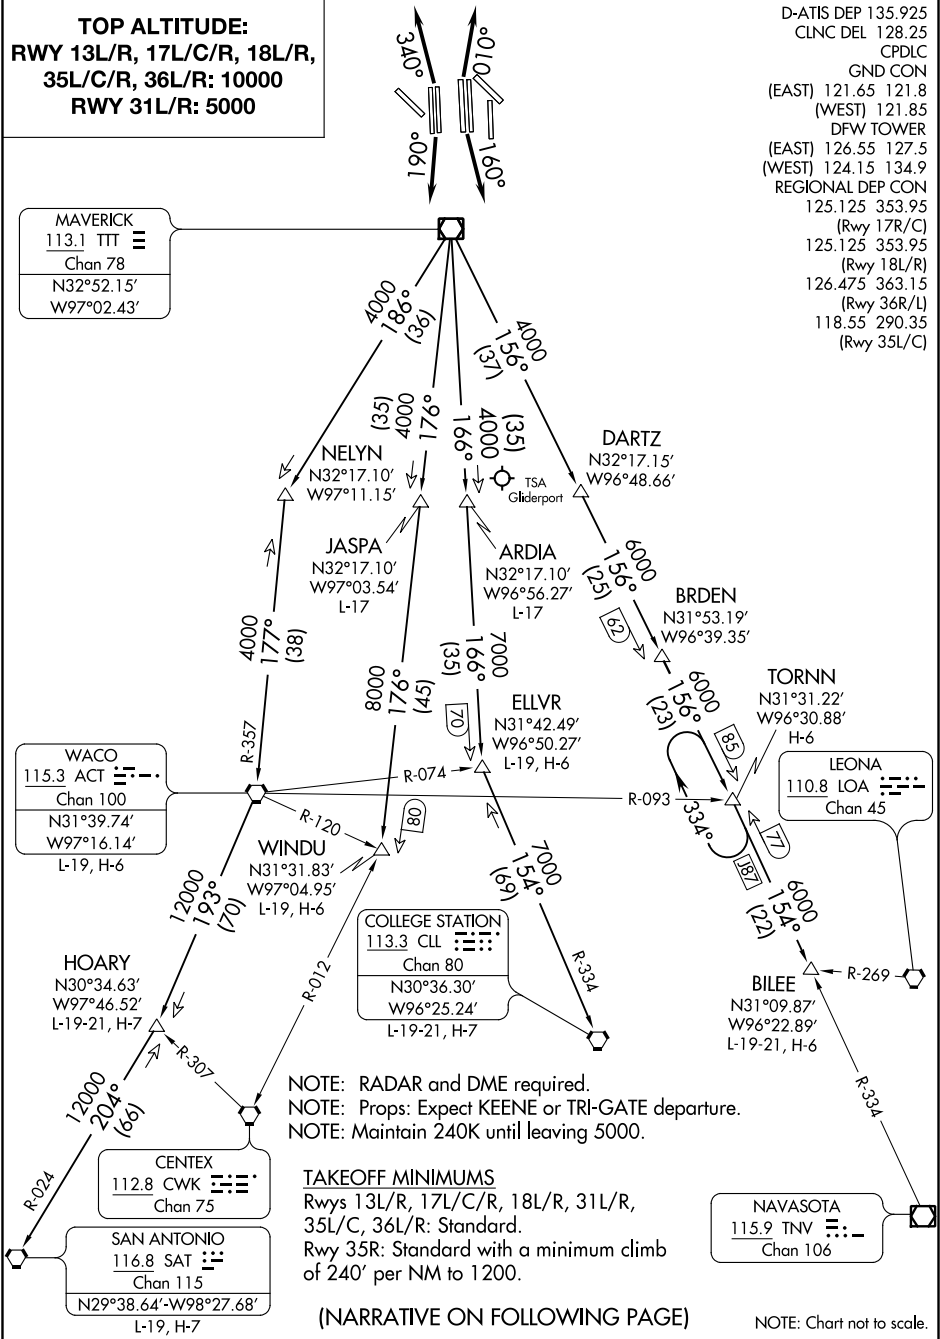 TOP ALTITUDE:
RWY 13L/R, 17L/C/R, 18L/R,
35L/C/R, 36L/R: 10000
RWY 31L/R: 5000
340°
010°
190°
160°
D-ATIS DEP 135.925
CLNC DEL 128.25
CPDLC
GND CON
(EAST) 121.65 121.8
(WEST) 121.85
DFW TOWER
(EAST) 126.55 127.5
(WEST) 124.15 134.9
REGIONAL DEP CON
125.125 353.95
(Rwy 17R/C)
125.125 353.95
(Rwy 18L/R)
126.475 363.15
(Rwy 36R/L)
118.55 290.35
(Rwy 35L/C)
MAVERICK
113.1 TTT
Chan 78
N32°52.15'
W97°02.43'
4000
186°
(36)
(35)
4000
176°
166°
4000
(35)
4000
156°
(37)
NELYN
N32°17.10'
W97°11.15'
TSA
Gliderport
DARTZ
N32°17.15'
W96°48.66'
JASPA
N32°17.10'
W97°03.54'
L-17
ARDIA
N32°17.10'
W96°56.27'
L-17
6000
156°
(25)
62
BRDEN
N31°53.19'
W96°39.35'
4000
177°
(38)
8000
176°
(45)
7000
166°
(35)
70
ELLVR
N31°42.49'
W96°50.27'
L-19, H-6
6000
156°
(23)
85
TORNN
N31°31.22'
W96°30.88'
H-6
R-357
WACO
115.3 ACT
Chan 100
N31°39.74'
W97°16.14'
L-19, H-6
R-074
R-093
R-120
80
334°
J87
77
LEONA
110.8 LOA
Chan 45
WINDU
N31°31.83'
W97°04.95'
L-19, H-6
7000
154°
(69)
6000
154°
(22)
12000
193°
(70)
COLLEGE STATION
113.3 CLL
Chan 80
N30°36.30'
W96°25.24'
L-19-21, H-7
R-334
R-012
HOARY
N30°34.63'
W97°46.52'
L-19-21, H-7
R-269
BILEE
N31°09.87'
W96°22.89'
L-19-21, H-6
R-307
12000
204°
(66)
R-024
R-334
NOTE: RADAR and DME required.
NOTE: Props: Expect KEENE or TRI-GATE departure.
NOTE: Maintain 240K until leaving 5000.
CENTEX
112.8 CWK
Chan 75
TAKEOFF MINIMUMS
Rwys 13L/R, 17L/C/R, 18L/R, 31L/R,
35L/C, 36L/R: Standard.
Rwy 35R: Standard with a minimum climb
of 240' per NM to 1200.
NAVASOTA
115.9 TNV
Chan 106
SAN ANTONIO
116.8 SAT
Chan 115
N29°38.64'-W98°27.68'
L-19, H-7
(NARRATIVE ON FOLLOWING PAGE)
NOTE: Chart not to scale.